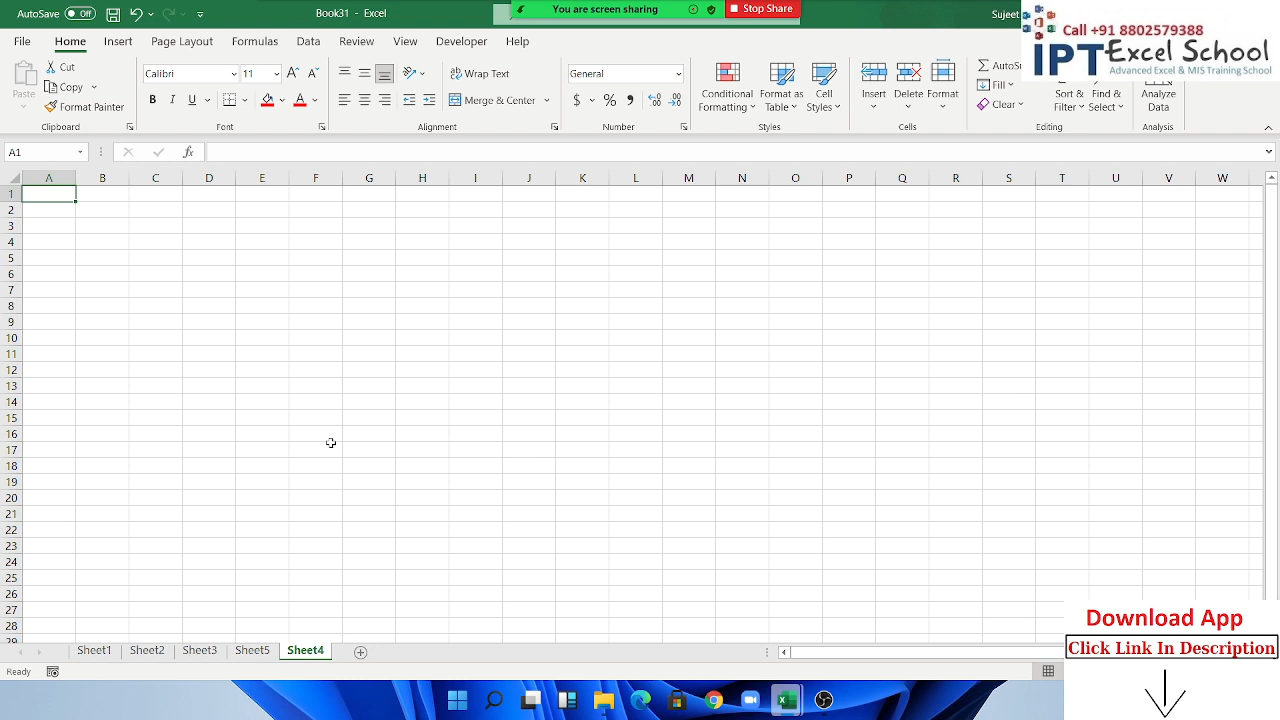 AutoSave Off Book31 - Excel You are screen sharing Stop Share Sujeet
Call +91 8802579388
IPT Excel School
Advanced Excel & MIS Training School
File Home Insert Page Layout Formulas Data Review View Developer Help
Paste Cut Copy Format Painter
Calibri 11
B I U
Wrap Text
Merge & Center
General
$ %
Conditional Formatting
Format as Table
Cell Styles
Insert Delete Format
Fill
Clear
Sort & Filter
Find & Select
Analyze Data
Clipboard Font Alignment Number Styles Cells Editing Analysis
A1 fx
A B C D E F G H I J K L M N O P Q R S T U V W
1
2
3
4
5
6
7
8
9
10
11
12
13
14
15
16
17
18
19
20
21
22
23
24
25
26
27
28
29
Download App
Click Link In Description
Sheet1 Sheet2 Sheet3 Sheet5 Sheet4
Ready